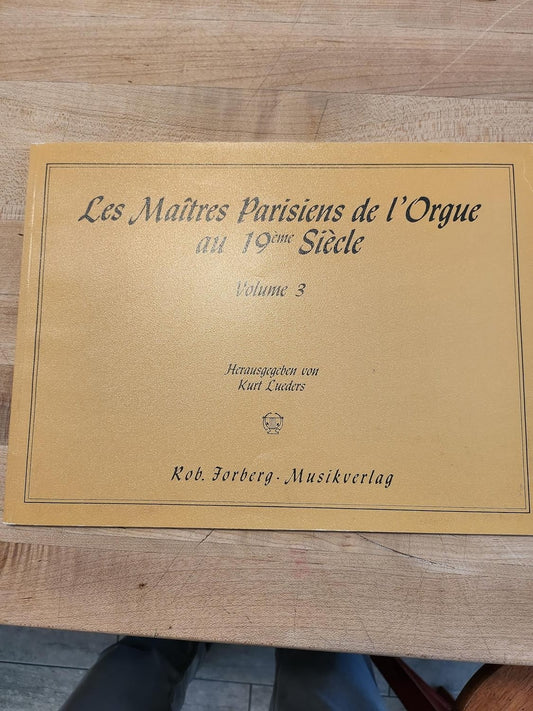 Les Maîtres Parisiens de l'Orgue
au 19ème Siècle
Volume 3
Herausgegeben von
Kurt Lueders
Rob. Forberg - Musikverlag